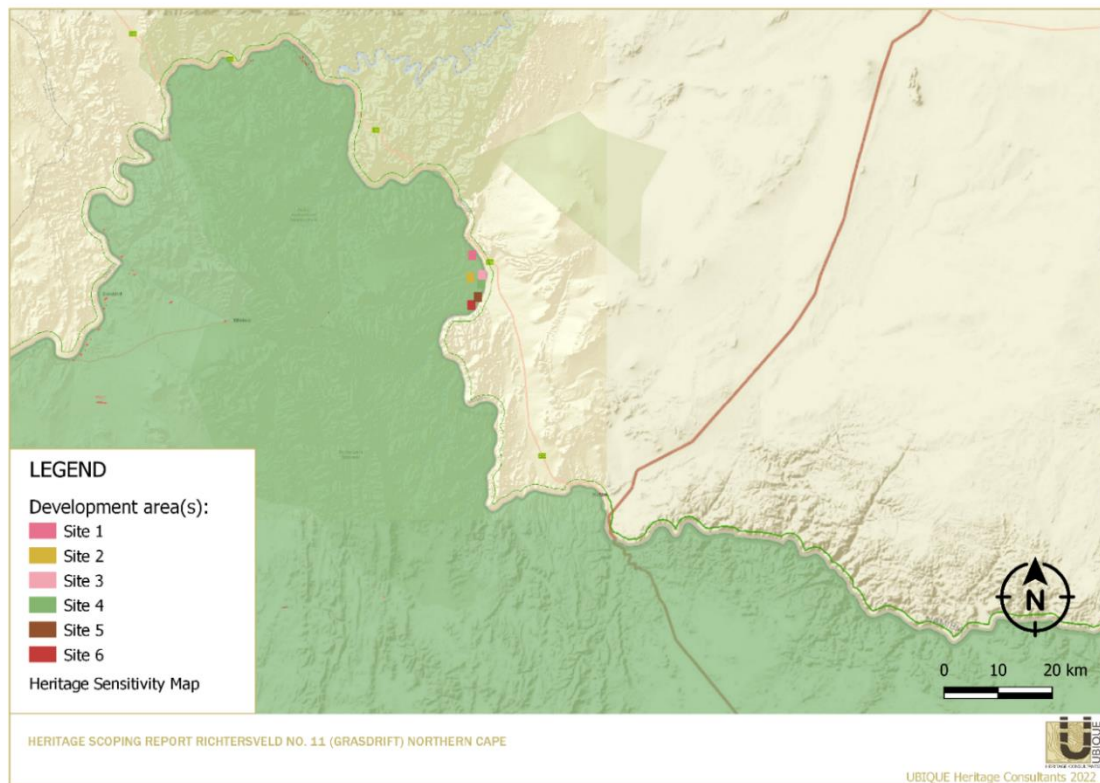 LEGEND
Development area(s):
Site 1
Site 2
Site 3
Site 4
Site 5
Site 6
Heritage Sensitivity Map
N
0 10 20 km
HERITAGE SCOPING REPORT RICHTERSVELD NO. 11 (GRASDRIFT) NORTHERN CAPE
UBIQUE
UBIQUE Heritage Consultants 2022